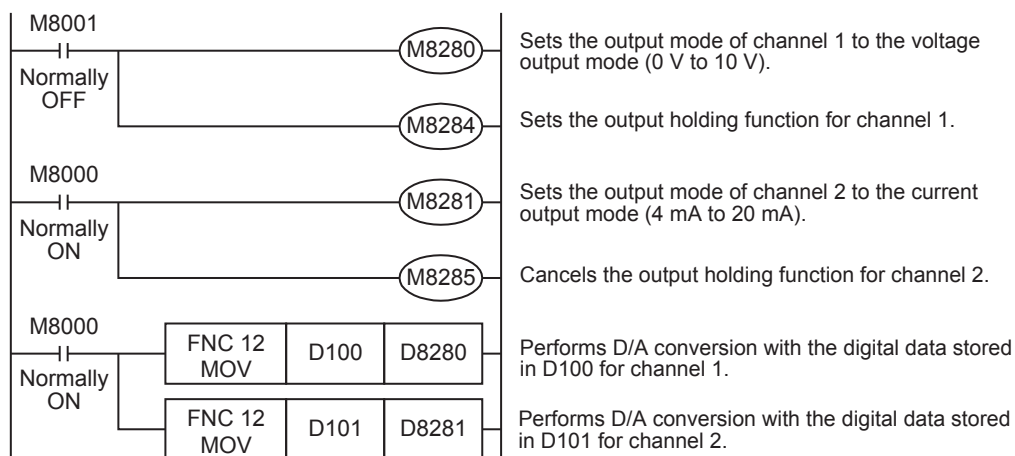 M8001
Normally
OFF
M8280
Sets the output mode of channel 1 to the voltage
output mode (0 V to 10 V).
M8284
Sets the output holding function for channel 1.
M8000
Normally
ON
M8281
Sets the output mode of channel 2 to the current
output mode (4 mA to 20 mA).
M8285
Cancels the output holding function for channel 2.
M8000
Normally
ON
FNC 12
MOV
D100
D8280
Performs D/A conversion with the digital data stored
in D100 for channel 1.
FNC 12
MOV
D101
D8281
Performs D/A conversion with the digital data stored
in D101 for channel 2.